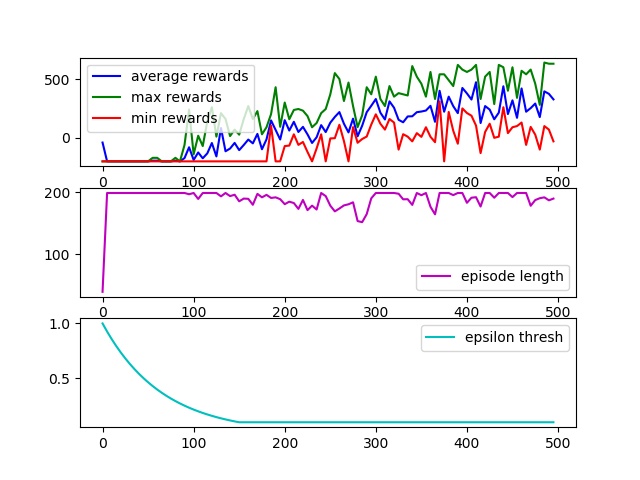 average rewards
max rewards
min rewards
500
0
0 100 200 300 400 500
200
100
episode length
0 100 200 300 400 500
1.0
0.5
epsilon thresh
0 100 200 300 400 500